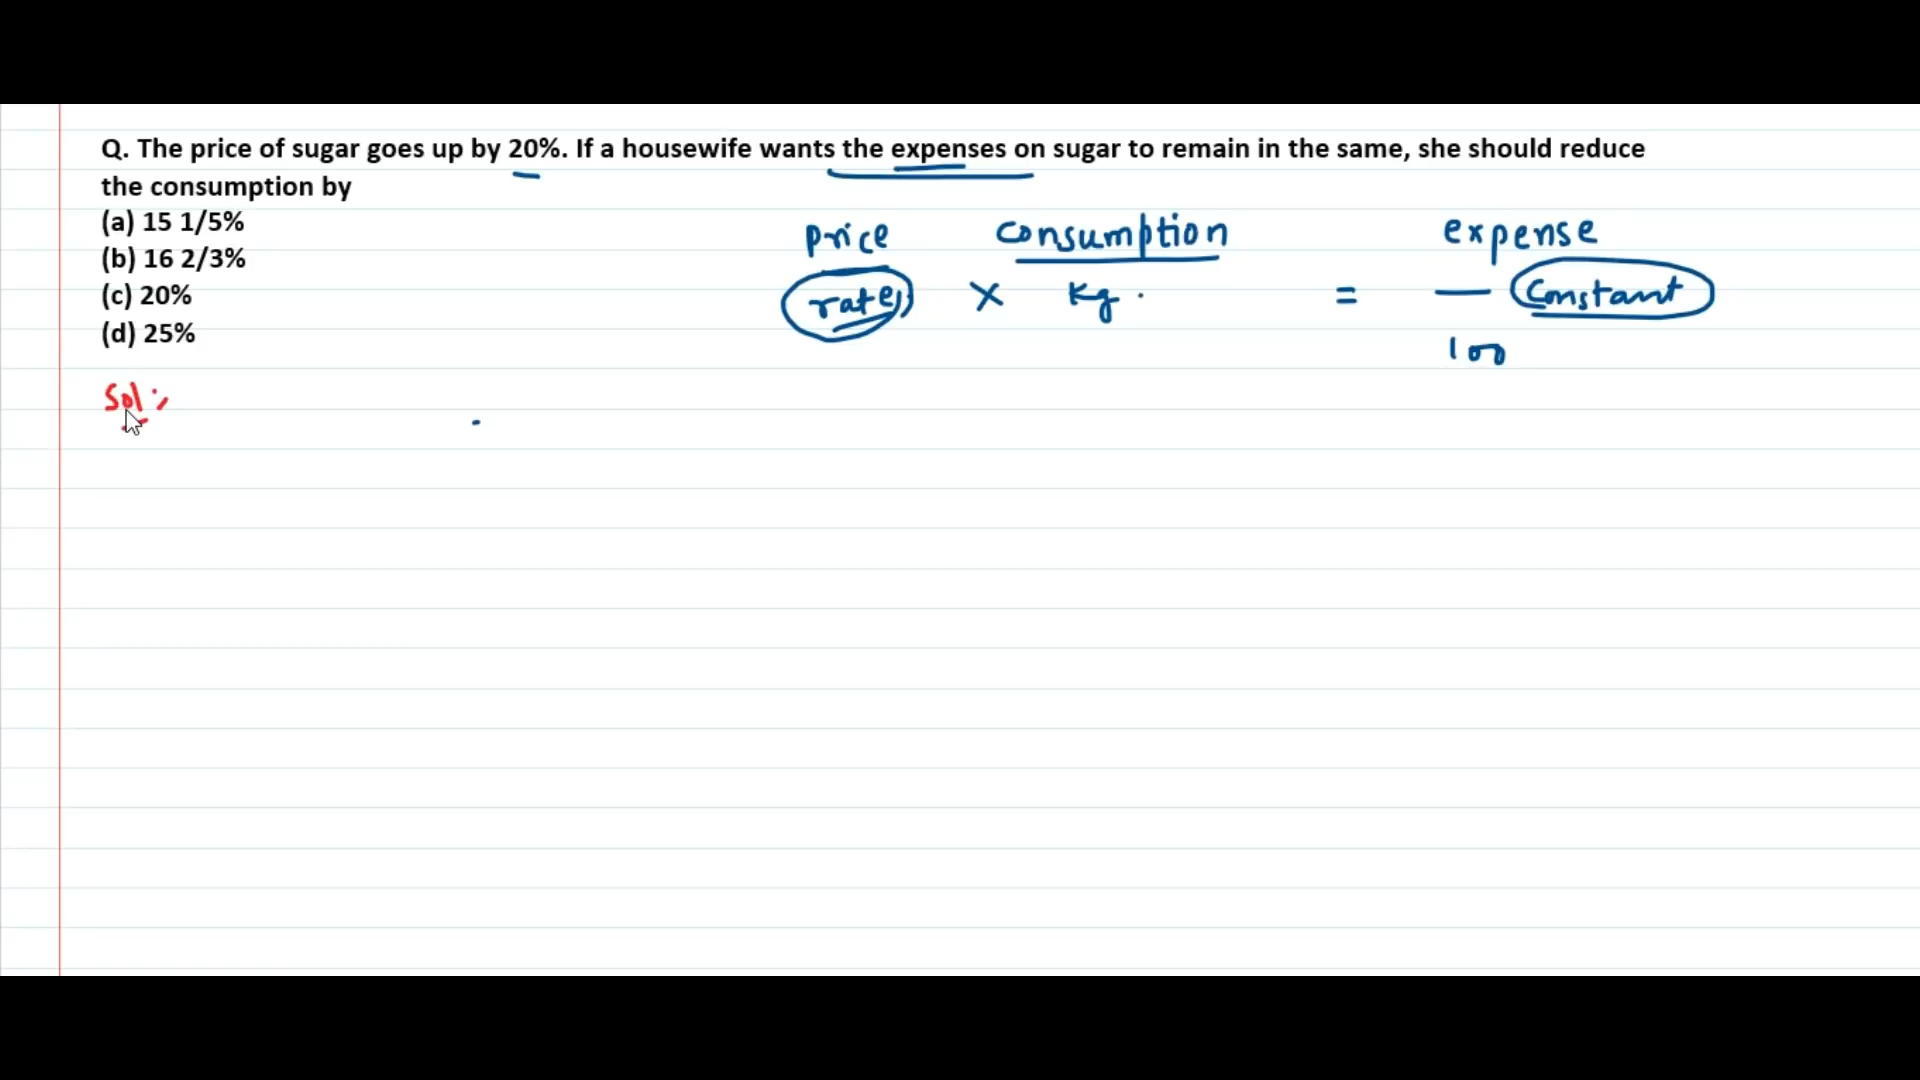 Q. The price of sugar goes up by 20%. If a housewife wants the expenses on sugar to remain in the same, she should reduce
the consumption by
(a) 15 1/5%
(b) 16 2/3%
(c) 20%
(d) 25%
price consumption expense
rate, × kg. = — constant
100
Sol: